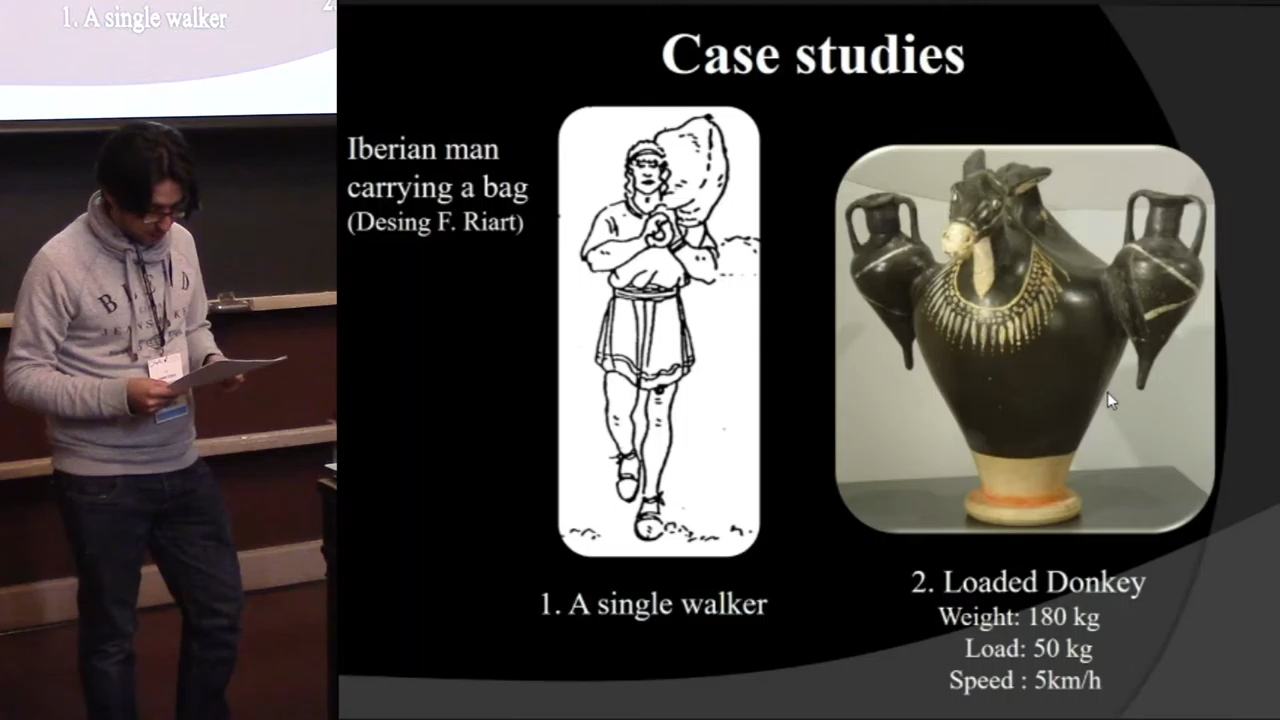 1. A single walker
2.
Case studies
Iberian man
carrying a bag
(Desing F. Riart)
1. A single walker
2. Loaded Donkey
Weight: 180 kg
Load: 50 kg
Speed : 5km/h